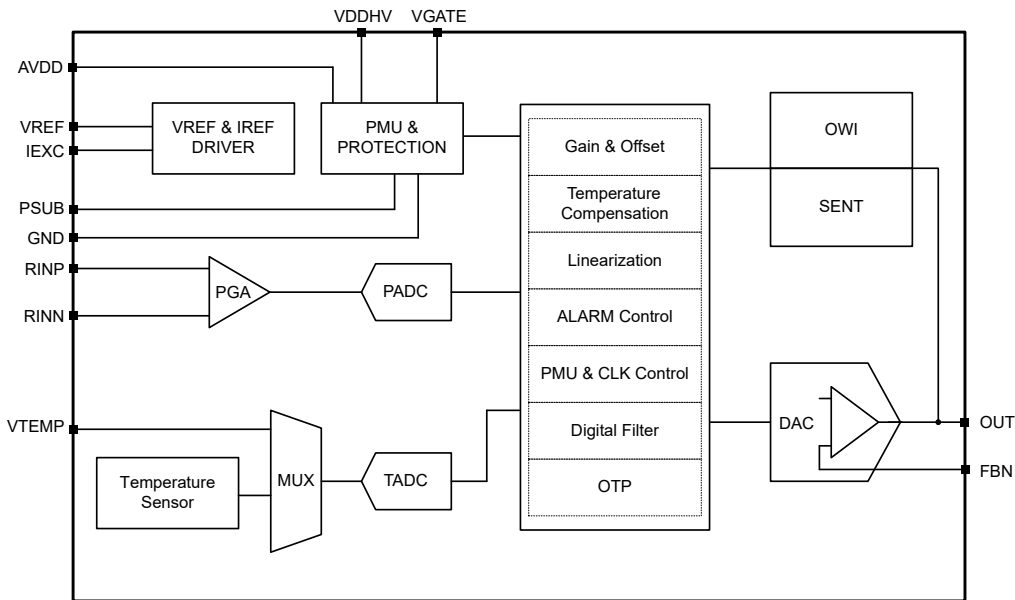 VDDHV VGATE
AVDD
VREF
IEXC
VREF & IREF
DRIVER
PMU &
PROTECTION
PSUB
GND
RINP
RINN
PGA
PADC
VTEMP
Temperature
Sensor
MUX
TADC
Gain & Offset
Temperature
Compensation
Linearization
ALARM Control
PMU & CLK Control
Digital Filter
OTP
OWI
SENT
DAC
OUT
FBN